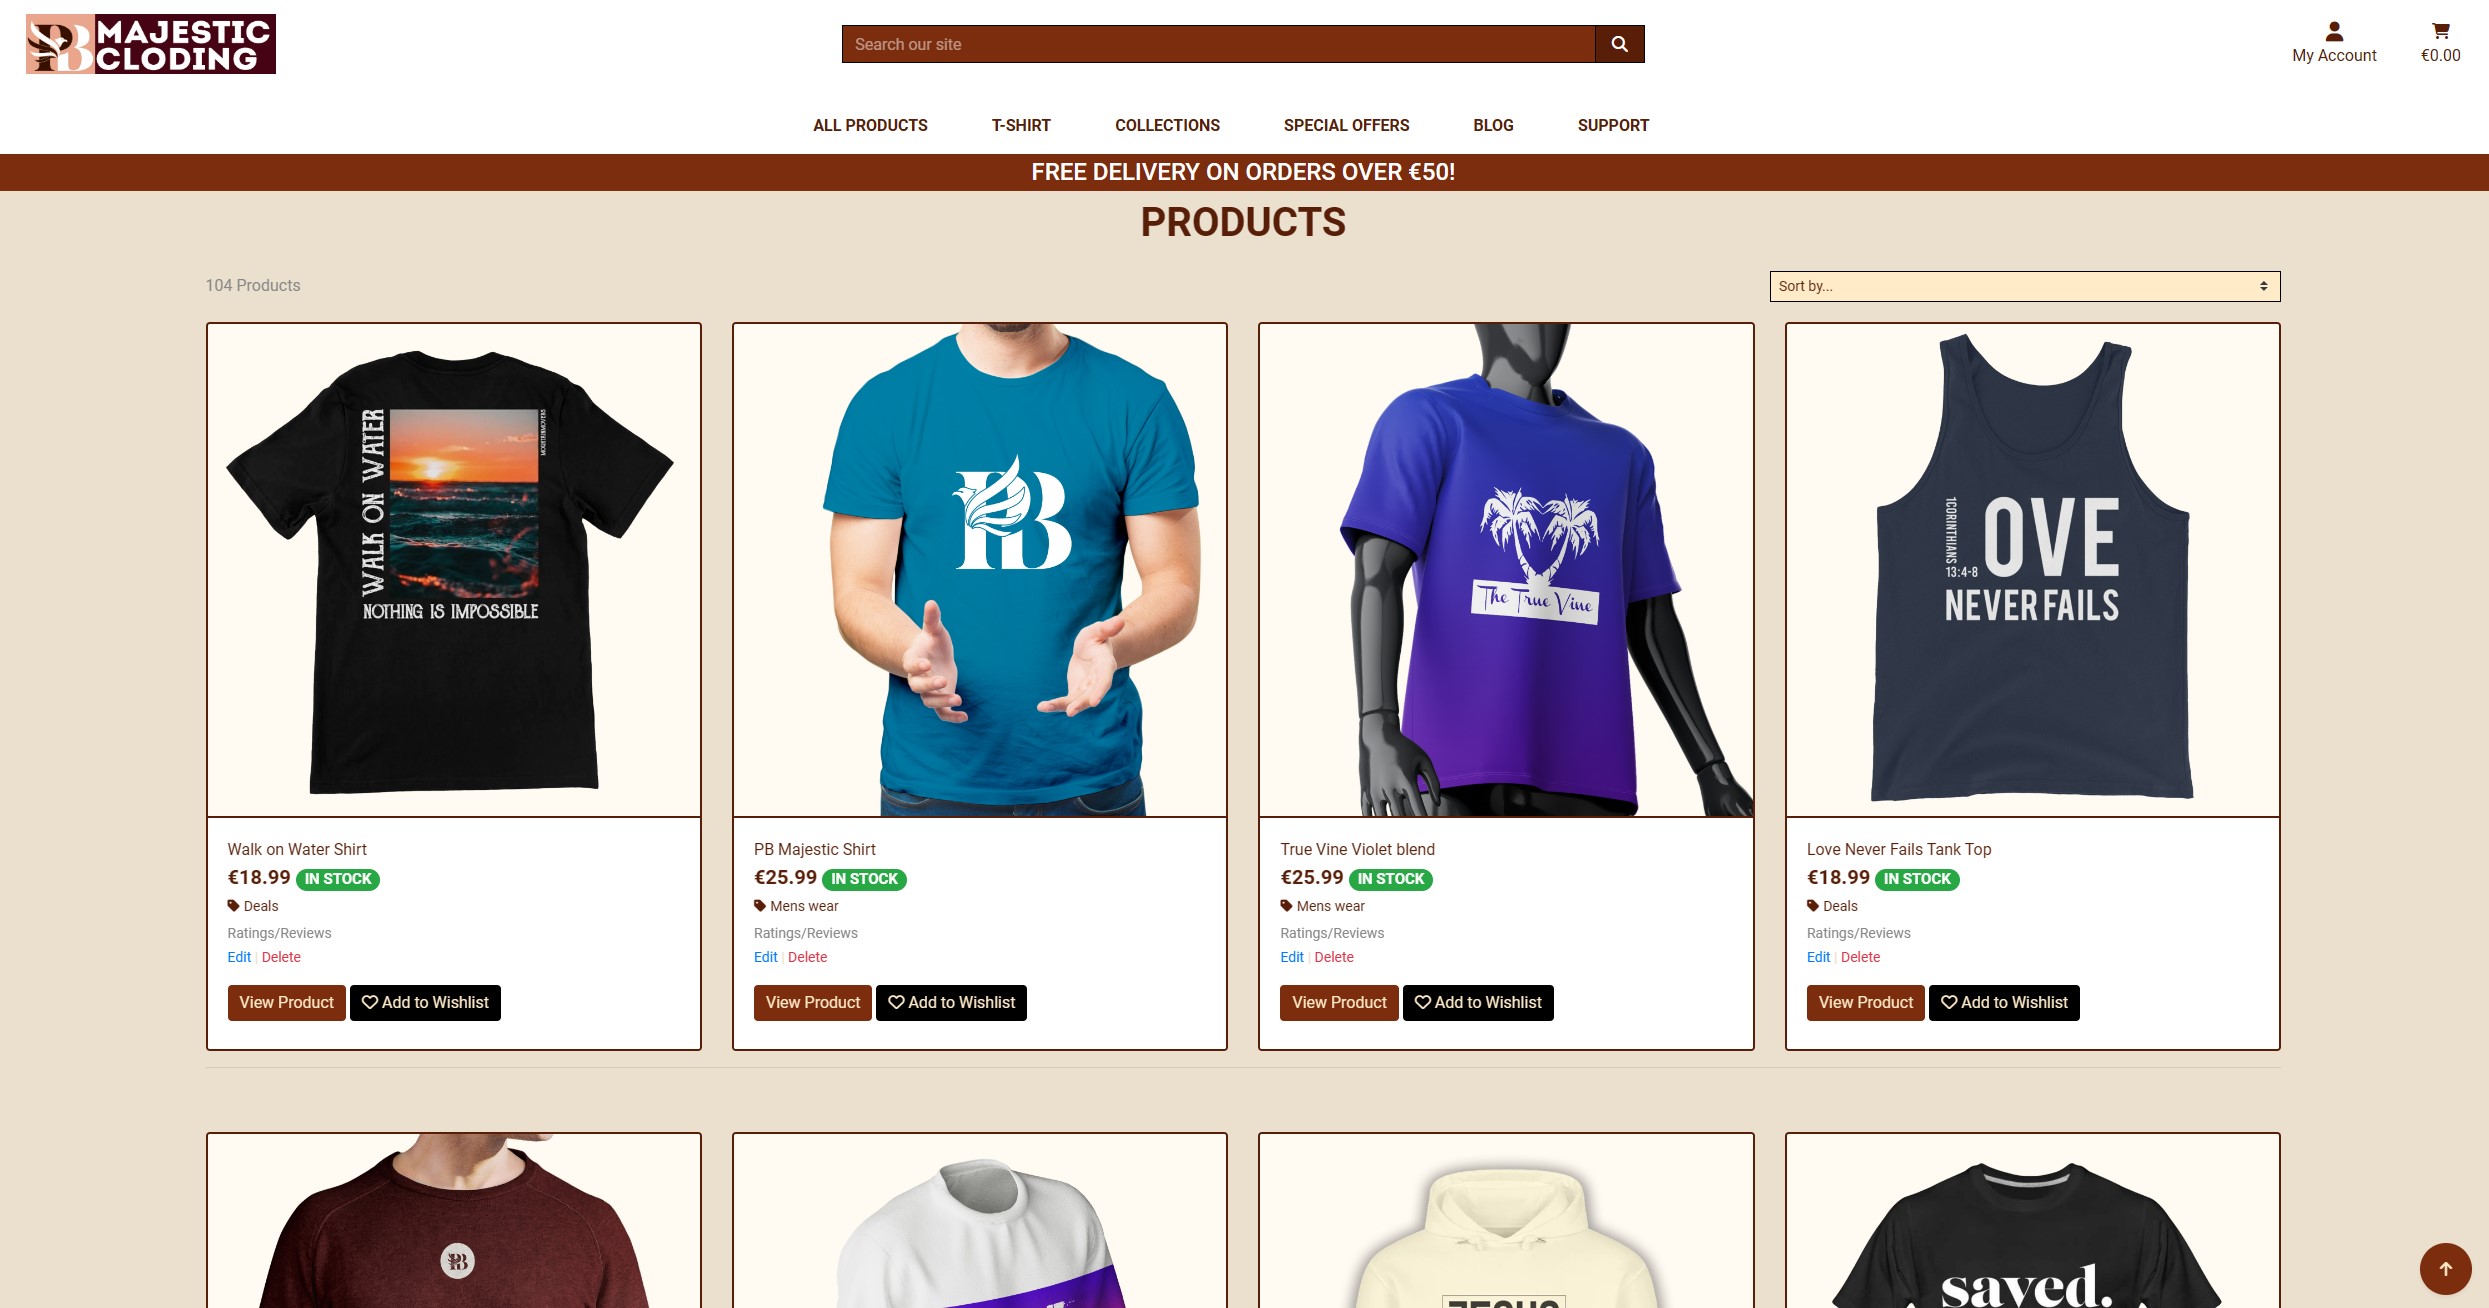 PB MAJESTIC
CLODING
Search our site
My Account
€0.00
ALL PRODUCTS
T-SHIRT
COLLECTIONS
SPECIAL OFFERS
BLOG
SUPPORT
FREE DELIVERY ON ORDERS OVER €50!
PRODUCTS
104 Products
Sort by...
WALK ON WATER
NOTHING IS IMPOSSIBLE
PB
The True Vine
1CORINTHIANS
13:4-8
OVE
NEVER FAILS
Walk on Water Shirt
€18.99 IN STOCK
Deals
Ratings/Reviews
Edit | Delete
View Product
Add to Wishlist
PB Majestic Shirt
€25.99 IN STOCK
Mens wear
Ratings/Reviews
Edit | Delete
View Product
Add to Wishlist
True Vine Violet blend
€25.99 IN STOCK
Mens wear
Ratings/Reviews
Edit | Delete
View Product
Add to Wishlist
Love Never Fails Tank Top
€18.99 IN STOCK
Deals
Ratings/Reviews
Edit | Delete
View Product
Add to Wishlist
PB
JESUS
saved.